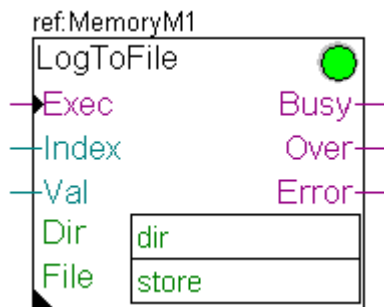 ref:MemoryM1
LogToFile
Exec Busy
Index Over
Val Error
Dir dir
File store